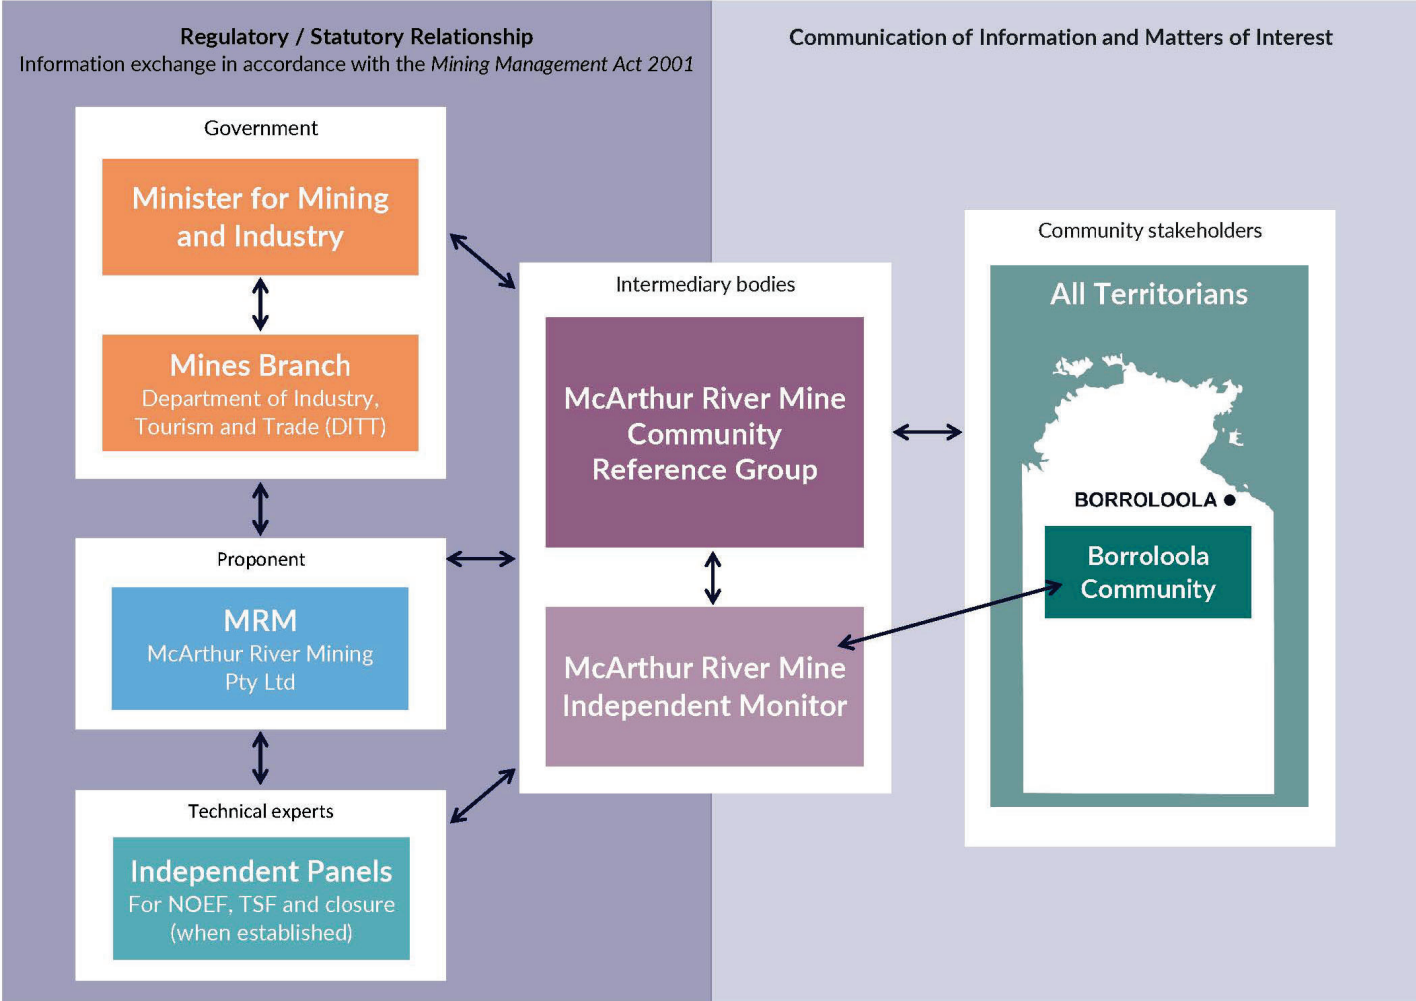 Regulatory / Statutory Relationship
Information exchange in accordance with the Mining Management Act 2001
Communication of Information and Matters of Interest
Government
Minister for Mining
and Industry
Mines Branch
Department of Industry,
Tourism and Trade (DITT)
Proponent
MRM
McArthur River Mining
Pty Ltd
Technical experts
Independent Panels
For NOEF, TSF and closure
(when established)
Intermediary bodies
McArthur River Mine
Community
Reference Group
McArthur River Mine
Independent Monitor
Community stakeholders
All Territorians
BORROLOOLA
Borroloola
Community